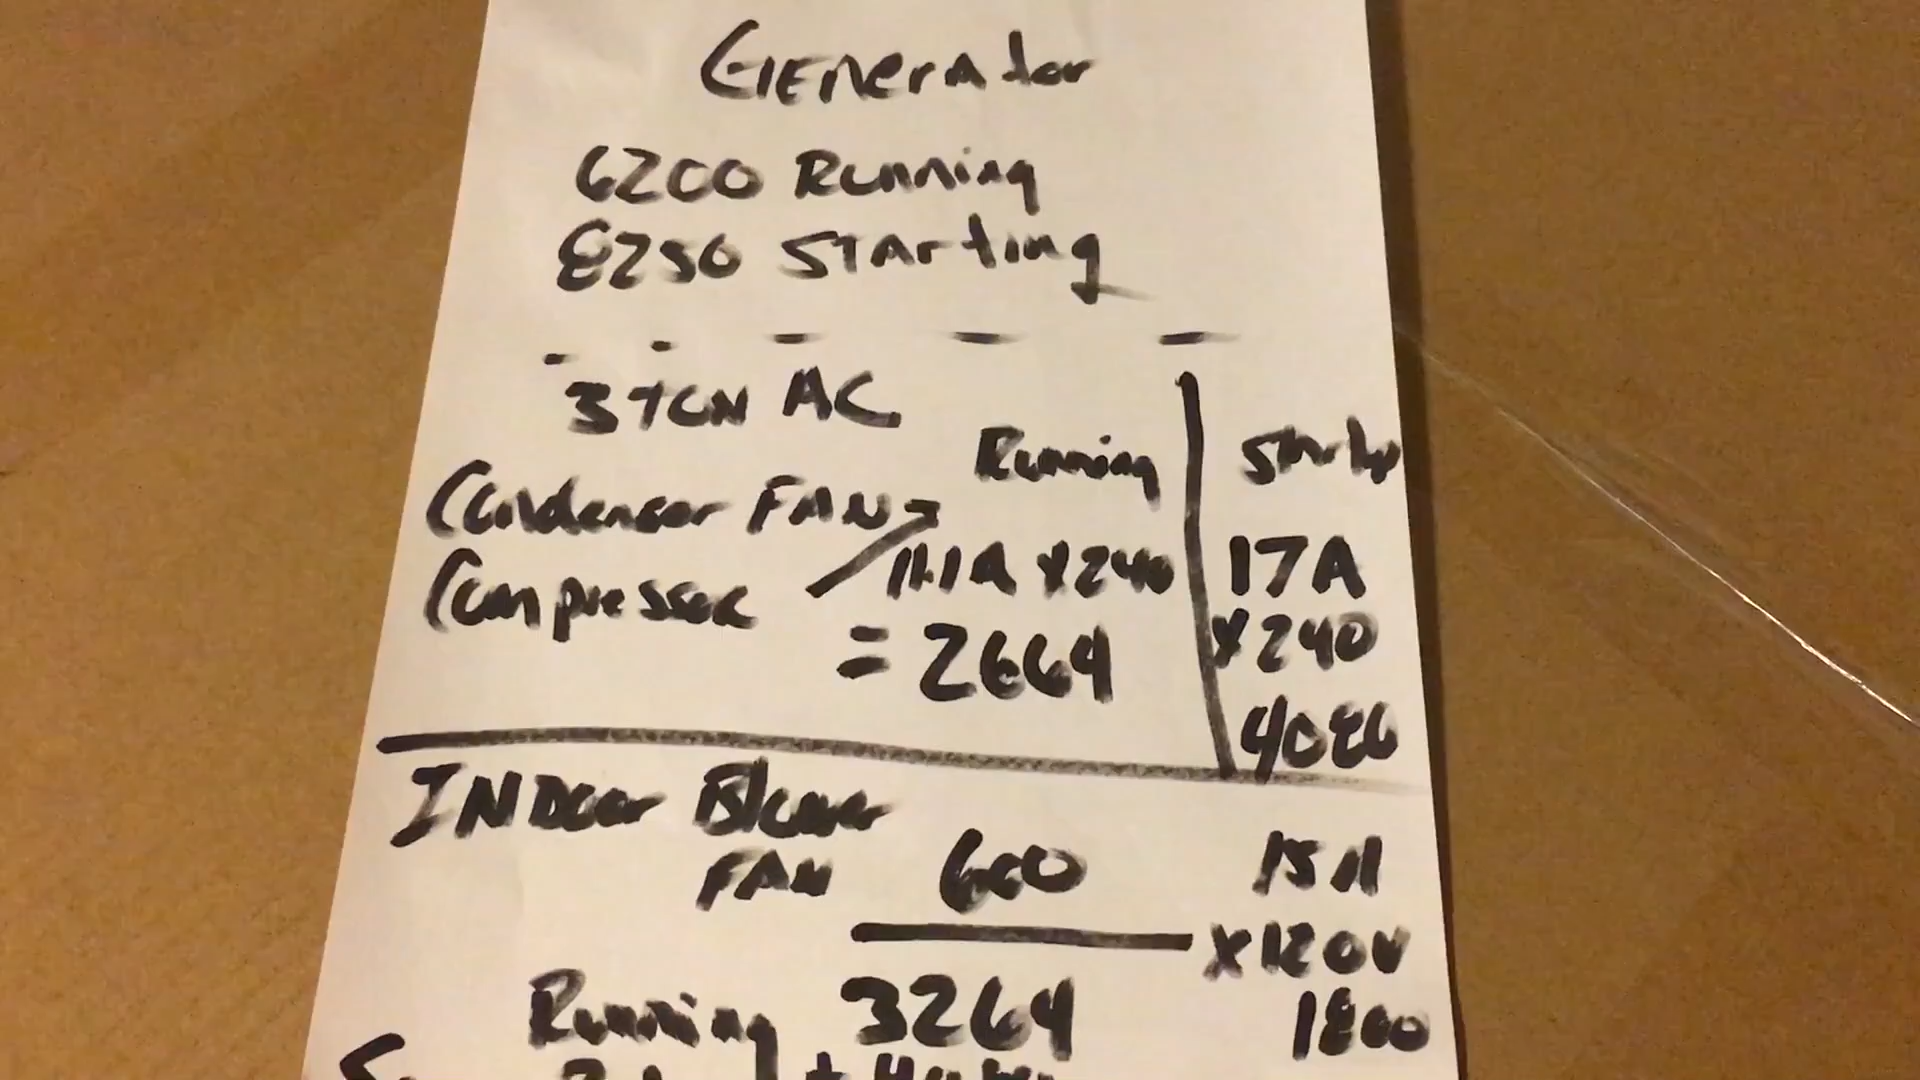 Generator
6200 Running
8250 Starting
3 TON AC
Running
Startup
Condenser FAN
Compressor
11.1A X240
= 2664
17A
X240
4080
INDoor Blower
FAN
600
15A
X120V
1800
Running 3264